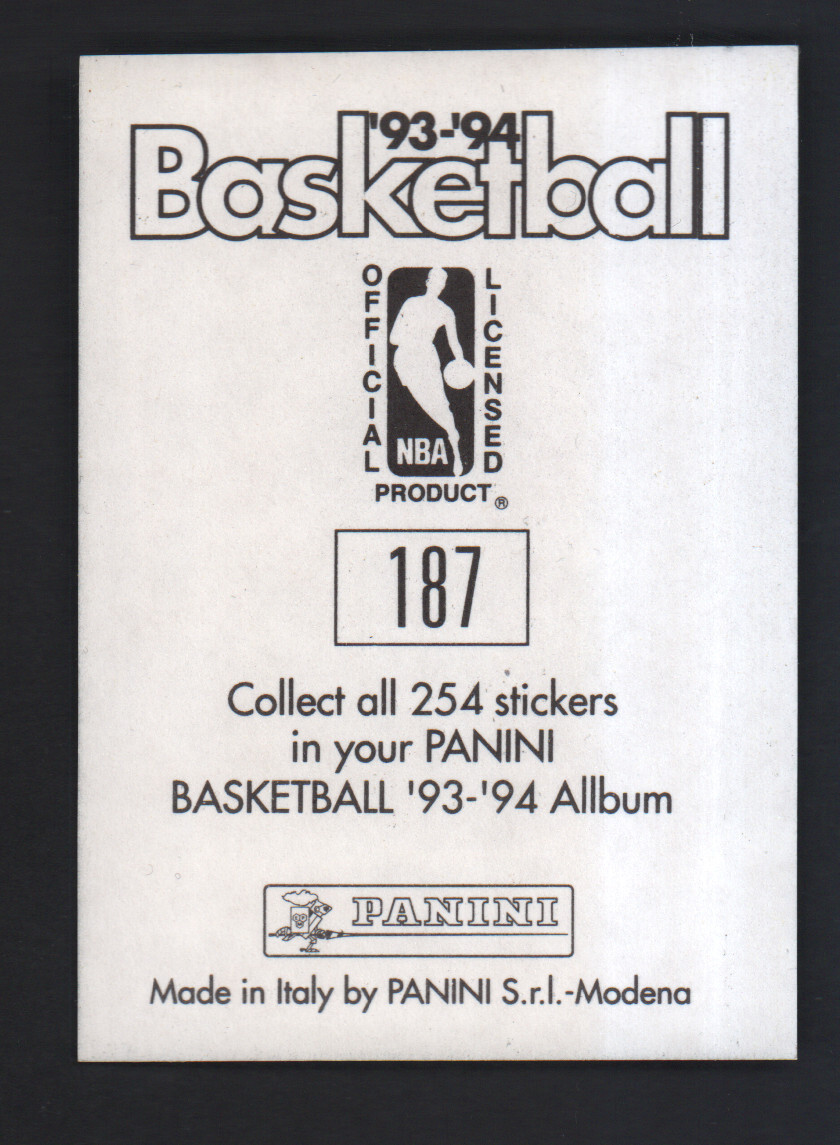 '93-'94
Basketball
OFFICIAL
LICENSED
NBA
PRODUCT ®
187
Collect all 254 stickers
in your PANINI
BASKETBALL '93-'94 Allbum
PANINI
Made in Italy by PANINI S.r.l.-Modena